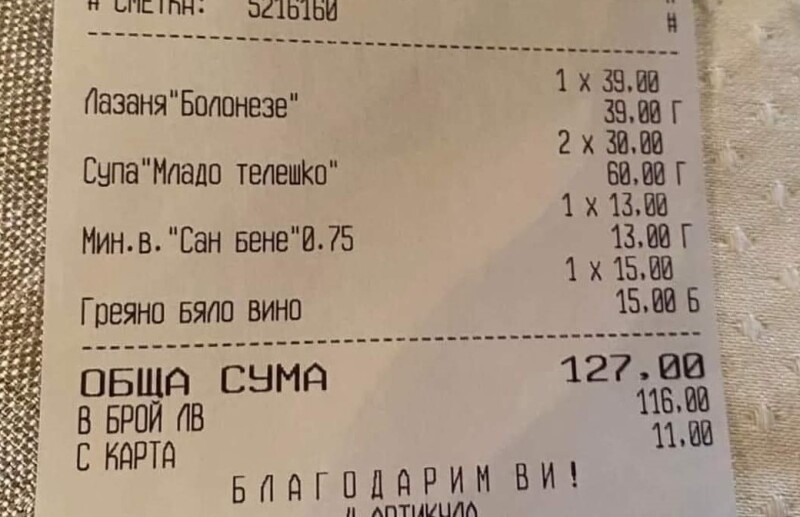 # СМЕТКА: 5216160 #
#
1 x 39.00
Лазаня"Болонезе" 39.00 Г
2 x 30.00
Супа"Младо телешко" 60.00 Г
1 x 13.00
Мин.в."Сан бене"0.75 13.00 Г
1 x 15.00
Греяно бяло вино 15.00 Б
ОБЩА СУМА 127.00
В БРОЙ ЛВ 116.00
С КАРТА 11.00
БЛАГОДАРИМ ВИ!
4 АРТИКУЛА